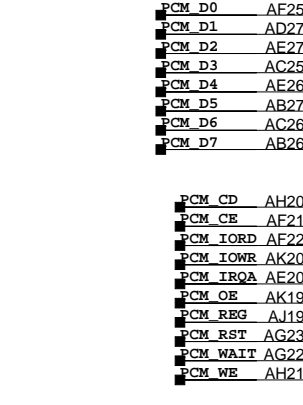 PCM_D0 AF25
PCM_D1 AD27
PCM_D2 AE27
PCM_D3 AC25
PCM_D4 AE26
PCM_D5 AB27
PCM_D6 AC26
PCM_D7 AB26
PCM_CD AH20
PCM_CE AF21
PCM_IORD AF22
PCM_IOWR AK20
PCM_IRQA AE20
PCM_OE AK19
PCM_REG AJ19
PCM_RST AG23
PCM_WAIT AG22
PCM_WE AH21